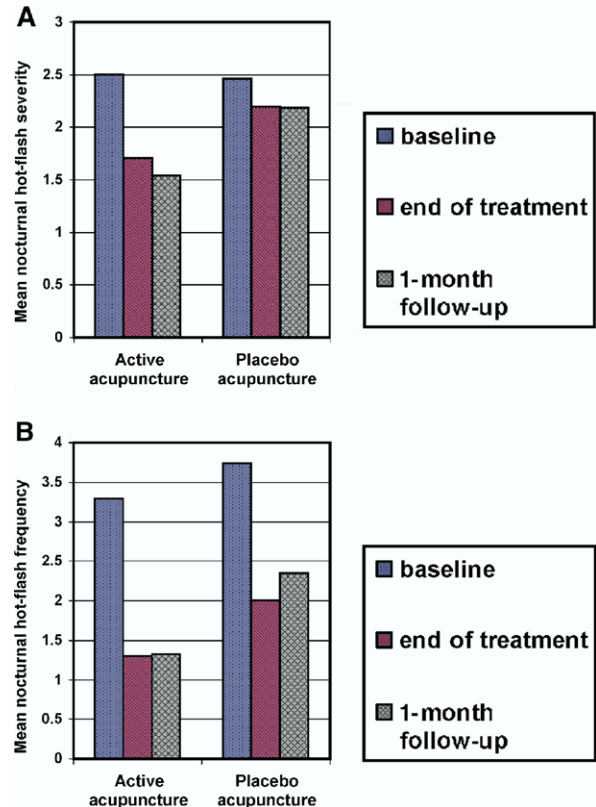 A
Mean nocturnal hot-flash severity
3
2.5
2
1.5
1
0.5
0
Active
acupuncture
Placebo
acupuncture
baseline
end of treatment
1-month
follow-up
B
Mean nocturnal hot-flash frequency
4
3.5
3
2.5
2
1.5
1
0.5
0
Active
acupuncture
Placebo
acupuncture
baseline
end of treatment
1-month
follow-up